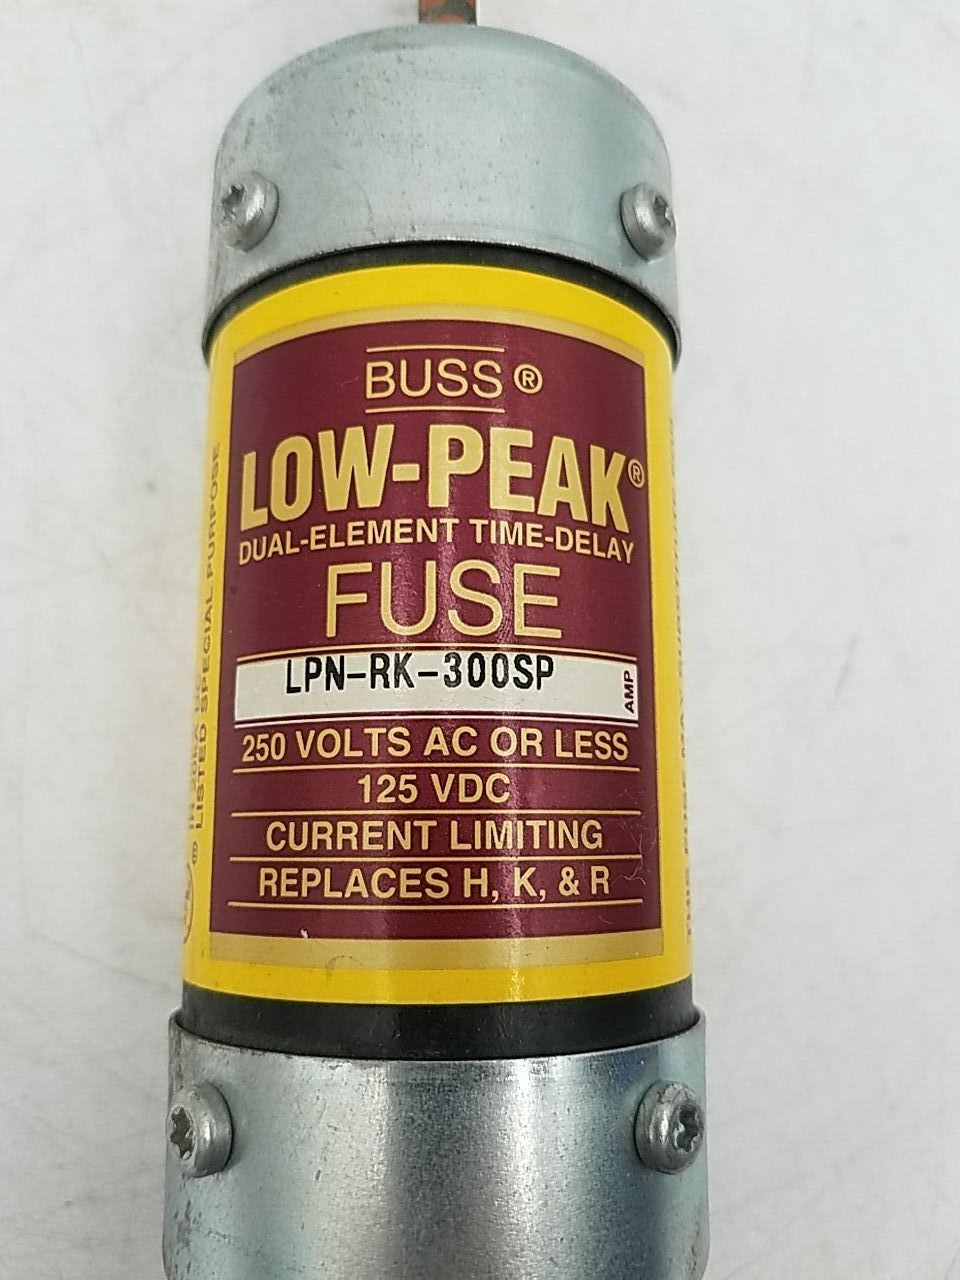 BUSS®
LOW-PEAK®
DUAL-ELEMENT TIME-DELAY
FUSE
LPN-RK-300SP
AMP
250 VOLTS AC OR LESS
125 VDC
CURRENT LIMITING
REPLACES H, K, & R
LISTED SPECIAL PURPOSE